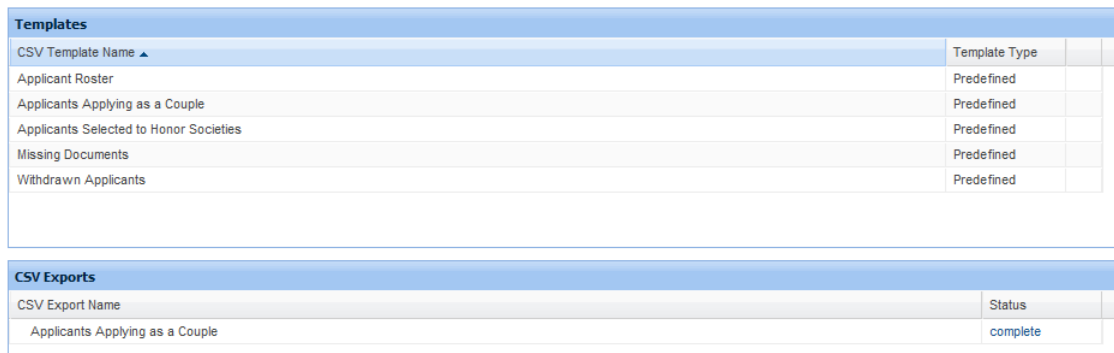 Templates
CSV Template Name Template Type
Applicant Roster Predefined
Applicants Applying as a Couple Predefined
Applicants Selected to Honor Societies Predefined
Missing Documents Predefined
Withdrawn Applicants Predefined
CSV Exports
CSV Export Name Status
Applicants Applying as a Couple complete